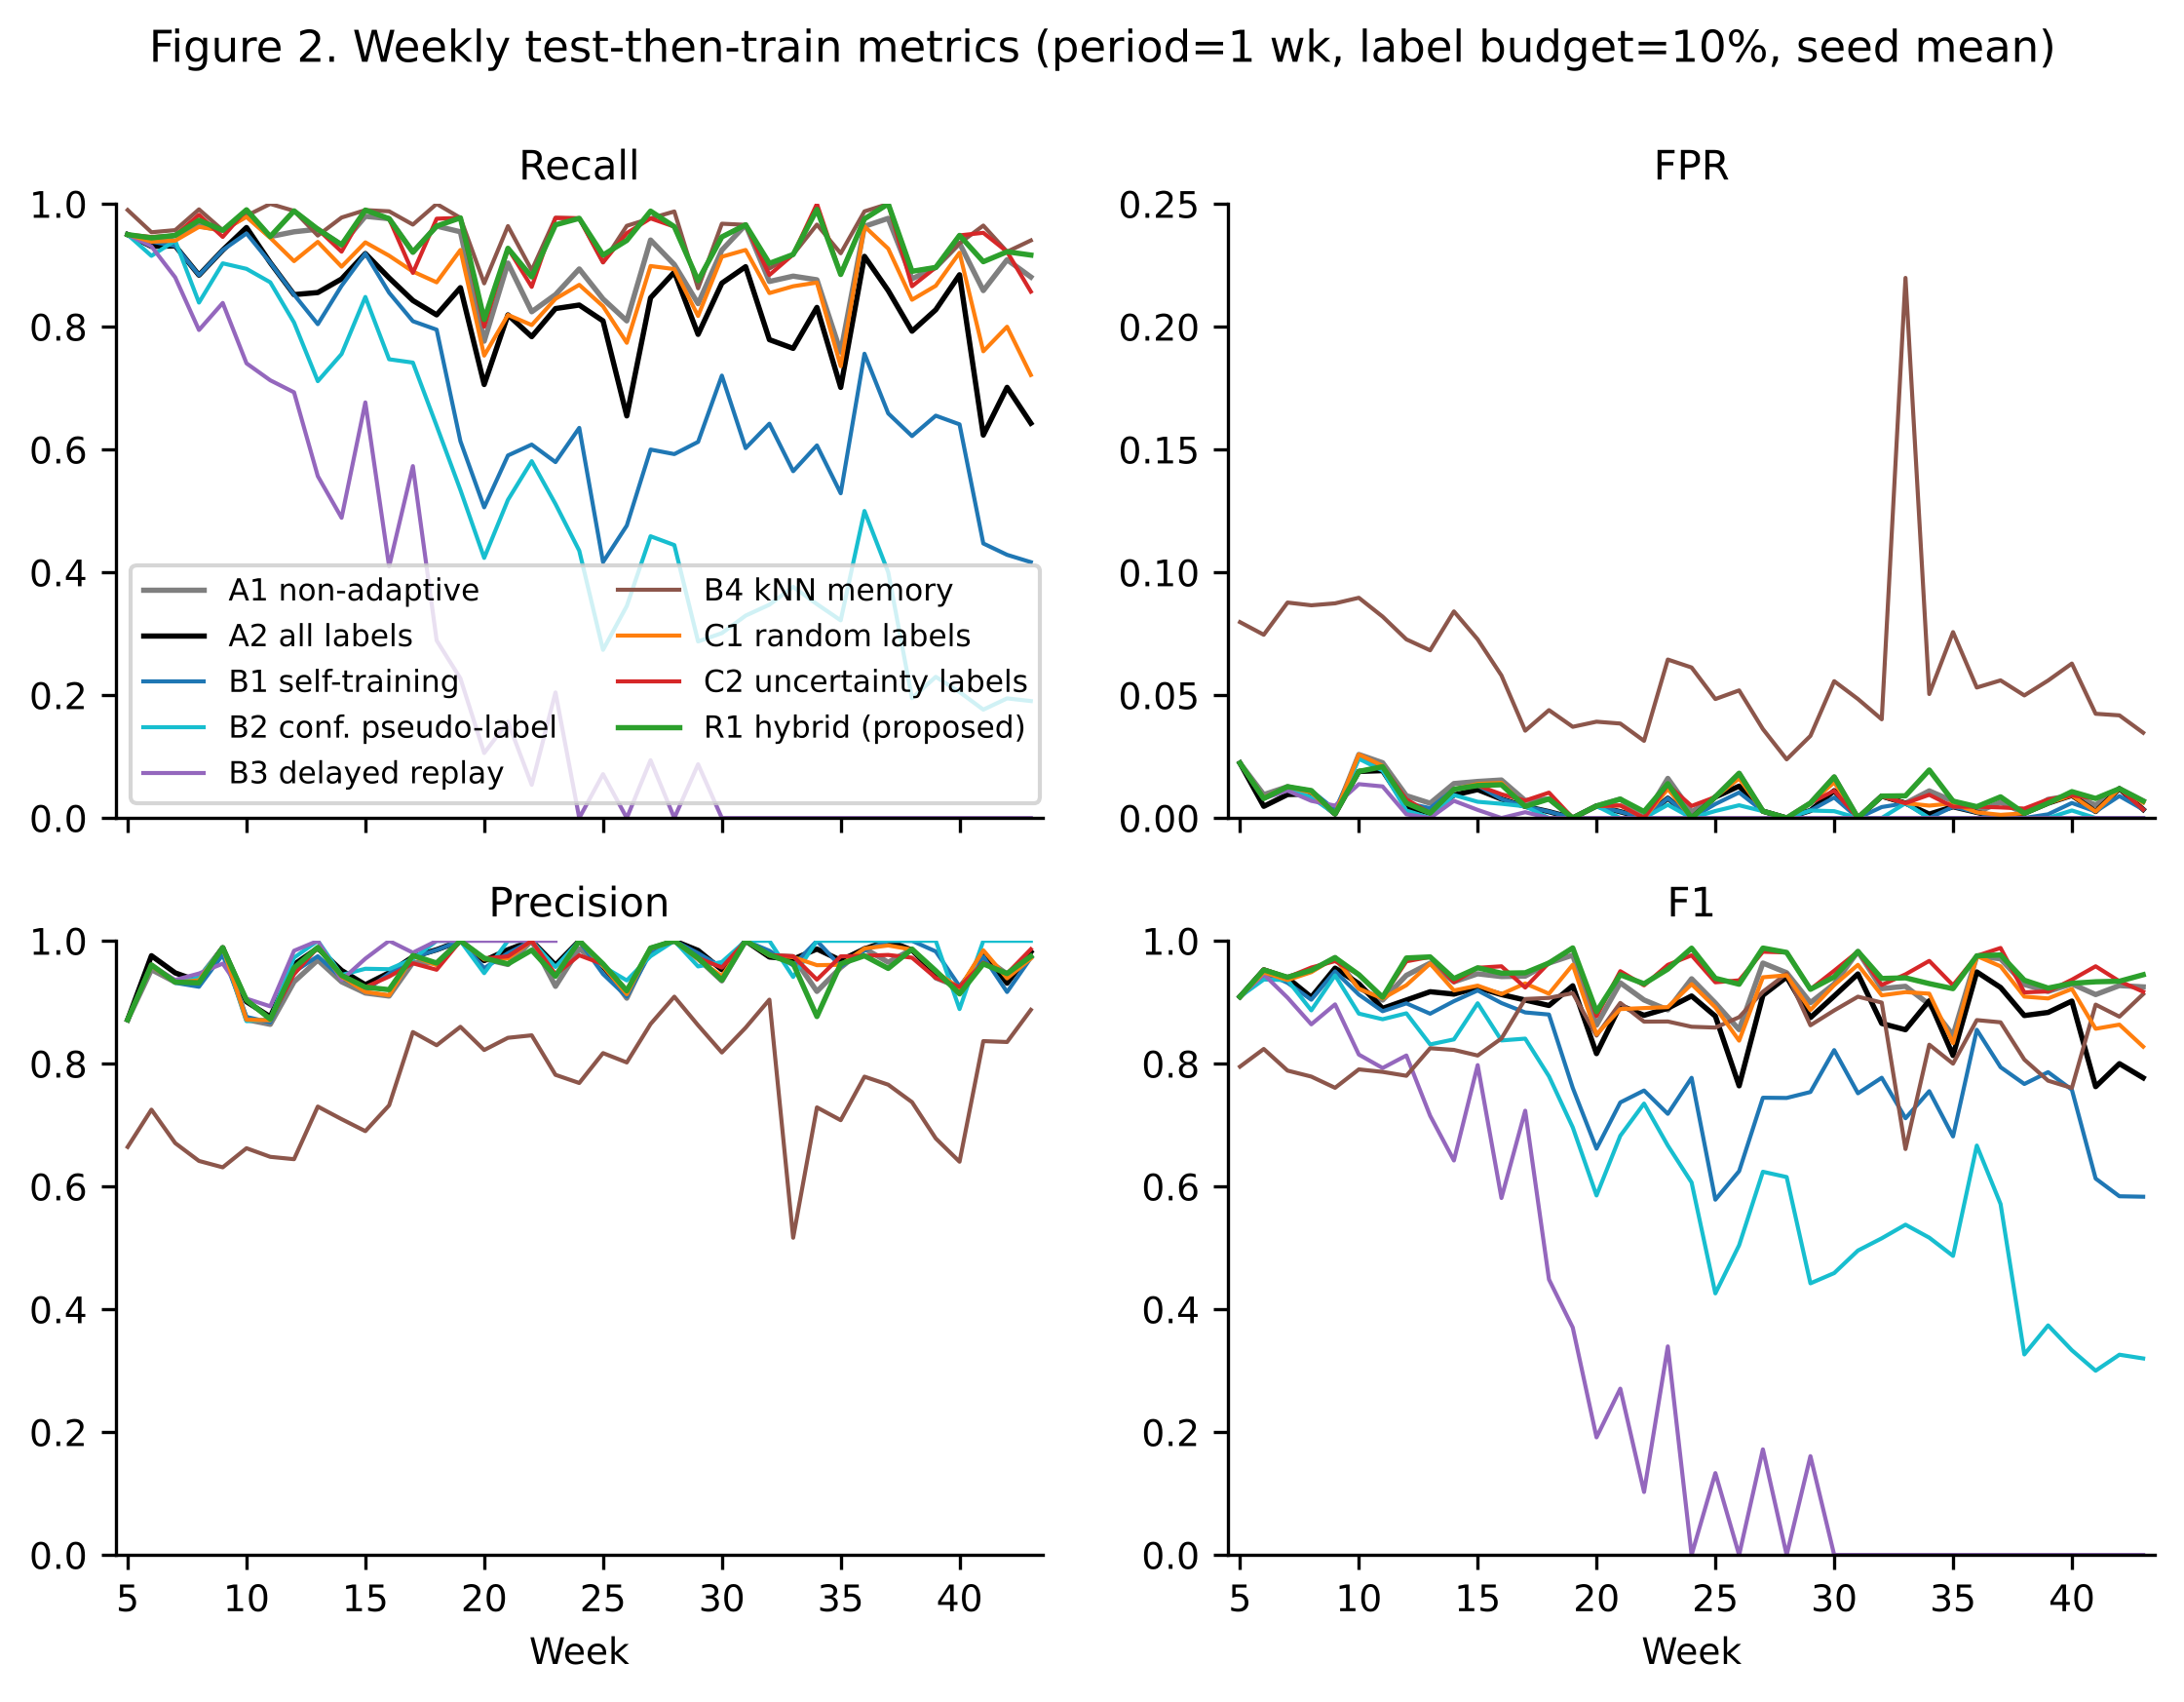 Figure 2. Weekly test-then-train metrics (period=1 wk, label budget=10%, seed mean)
Recall
1.0
0.8
0.6
0.4
0.2
0.0
A1 non-adaptive
A2 all labels
B1 self-training
B2 conf. pseudo-label
B3 delayed replay
B4 kNN memory
C1 random labels
C2 uncertainty labels
R1 hybrid (proposed)
FPR
0.25
0.20
0.15
0.10
0.05
0.00
Precision
1.0
0.8
0.6
0.4
0.2
0.0
5 10 15 20 25 30 35 40
Week
F1
1.0
0.8
0.6
0.4
0.2
0.0
5 10 15 20 25 30 35 40
Week